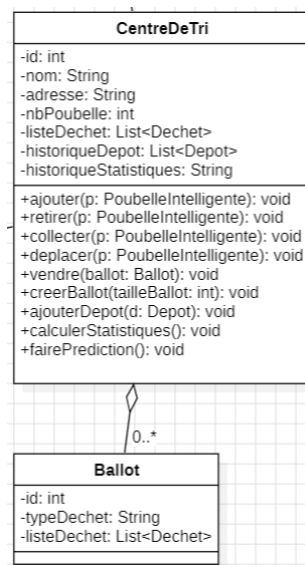 CentreDeTri
-id: int
-nom: String
-adresse: String
-nbPoubelle: int
-listeDechet: List<Dechet>
-historiqueDepot: List<Depot>
-historiqueStatistiques: String
+ajouter(p: PoubelleIntelligente): void
+retirer(p: PoubelleIntelligente): void
+collecter(p: PoubelleIntelligente): void
+deplacer(p: PoubelleIntelligente): void
+vendre(ballot: Ballot): void
+creerBallot(tailleBallot: int): void
+ajouterDepot(d: Depot): void
+calculerStatistiques(): void
+fairePrediction(): void
0..*
Ballot
-id: int
-typeDechet: String
-listeDechet: List<Dechet>